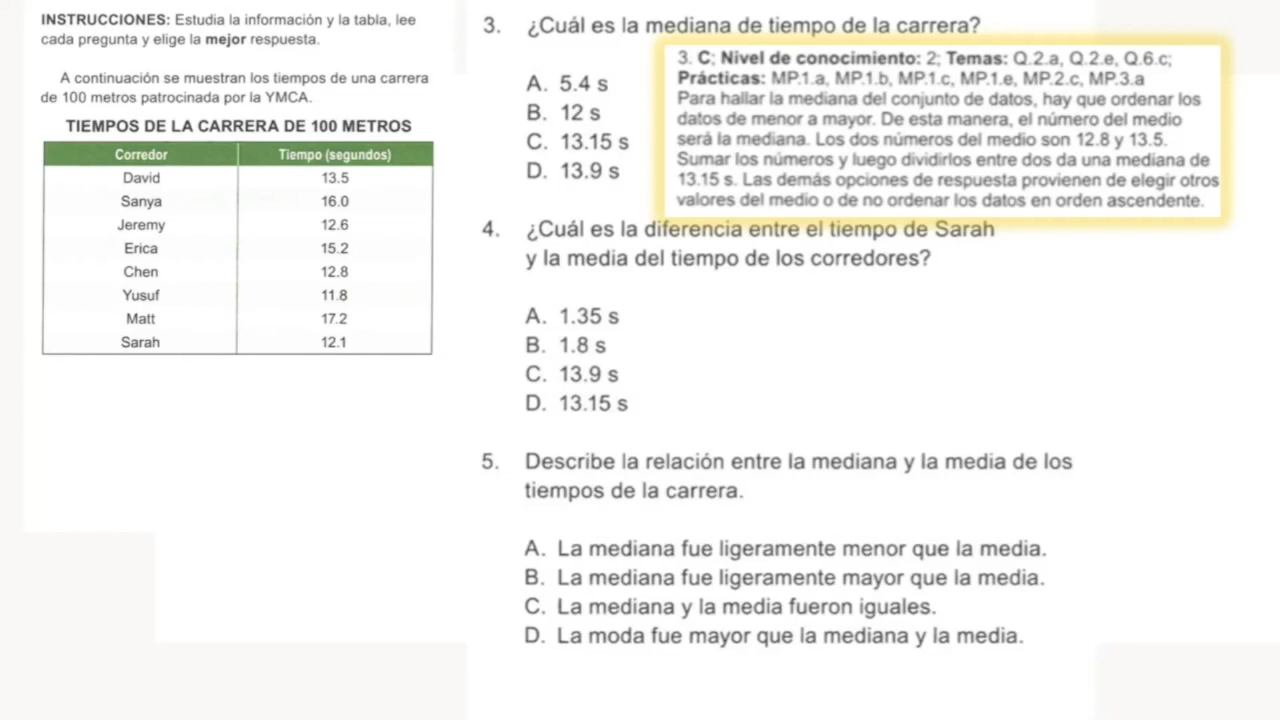 INSTRUCCIONES: Estudia la información y la tabla, lee
cada pregunta y elige la mejor respuesta.
A continuación se muestran los tiempos de una carrera
de 100 metros patrocinada por la YMCA.
TIEMPOS DE LA CARRERA DE 100 METROS
Corredor Tiempo (segundos)
David 13.5
Sanya 16.0
Jeremy 12.6
Erica 15.2
Chen 12.8
Yusuf 11.8
Matt 17.2
Sarah 12.1
3. ¿Cuál es la mediana de tiempo de la carrera?
A. 5.4 s
B. 12 s
C. 13.15 s
D. 13.9 s
3. C; Nivel de conocimiento: 2; Temas: Q.2.a, Q.2.e, Q.6.c;
Prácticas: MP.1.a, MP.1.b, MP.1.c, MP.1.e, MP.2.c, MP.3.a
Para hallar la mediana del conjunto de datos, hay que ordenar los
datos de menor a mayor. De esta manera, el número del medio
será la mediana. Los dos números del medio son 12.8 y 13.5.
Sumar los números y luego dividirlos entre dos da una mediana de
13.15 s. Las demás opciones de respuesta provienen de elegir otros
valores del medio o de no ordenar los datos en orden ascendente.
4. ¿Cuál es la diferencia entre el tiempo de Sarah
y la media del tiempo de los corredores?
A. 1.35 s
B. 1.8 s
C. 13.9 s
D. 13.15 s
5. Describe la relación entre la mediana y la media de los
tiempos de la carrera.
A. La mediana fue ligeramente menor que la media.
B. La mediana fue ligeramente mayor que la media.
C. La mediana y la media fueron iguales.
D. La moda fue mayor que la mediana y la media.